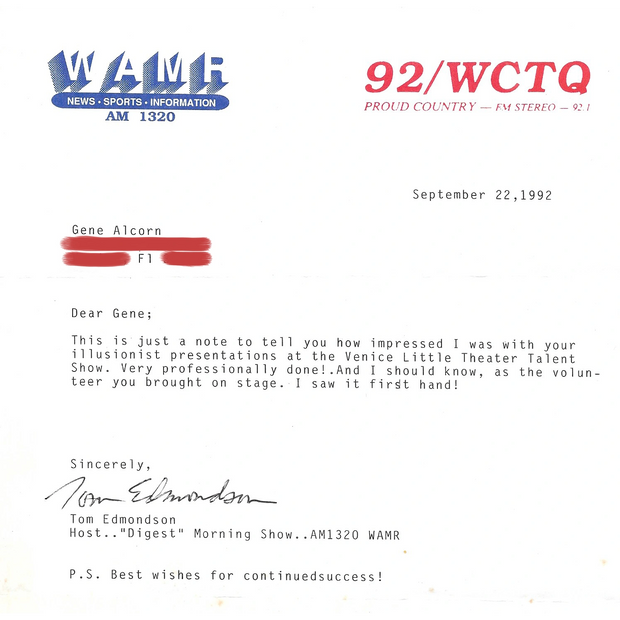 WAMR
NEWS • SPORTS • INFORMATION
AM 1320
92/WCTQ
PROUD COUNTRY — FM STEREO — 92.1
September 22,1992
Gene Alcorn
Fl
Dear Gene;
This is just a note to tell you how impressed I was with your
illusionist presentations at the Venice Little Theater Talent
Show. Very professionally done!.And I should know, as the volun-
teer you brought on stage. I saw it first hand!
Sincerely,
Tom Edmondson
Tom Edmondson
Host.."Digest" Morning Show..AM1320 WAMR
P.S. Best wishes for continuedsuccess!